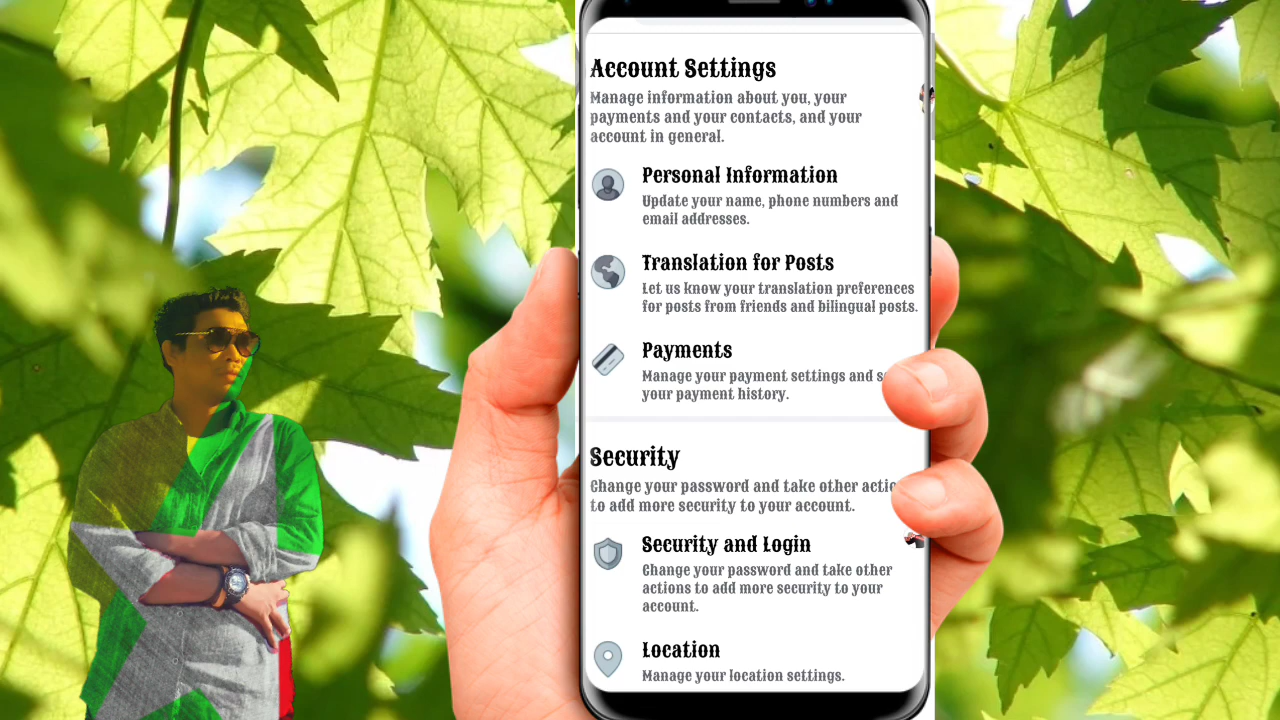 Account Settings
Manage information about you, your
payments and your contacts, and your
account in general.
Personal Information
Update your name, phone numbers and
email addresses.
Translation for Posts
Let us know your translation preferences
for posts from friends and bilingual posts.
Payments
Manage your payment settings and
your payment history.
Security
Change your password and take other
to add more security to your account.
Security and Login
Change your password and take other
actions to add more security to your
account.
Location
Manage your location settings.